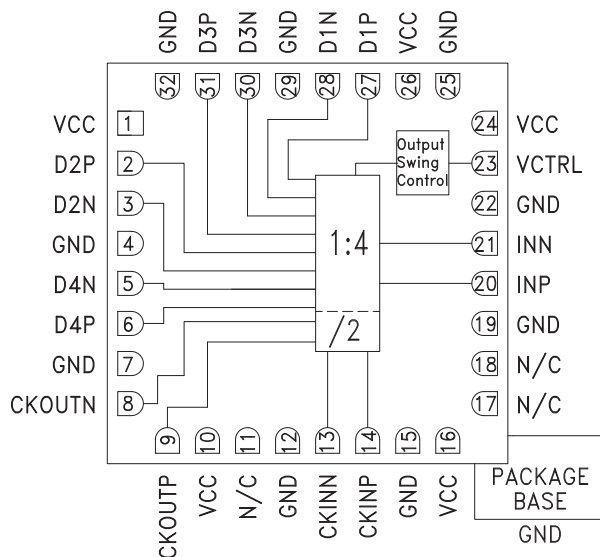 GND D3P D3N GND D1N D1P VCC GND
32 31 30 29 28 27 26 25
VCC 1
D2P 2
D2N 3
GND 4
D4N 5
D4P 6
GND 7
CKOUTN 8
Output
Swing
Control
1:4
/2
24 VCC
23 VCTRL
22 GND
21 INN
20 INP
19 GND
18 N/C
17 N/C
9 10 11 12 13 14 15 16
CKOUTP VCC N/C GND CKINN CKINP GND VCC
PACKAGE
BASE
GND